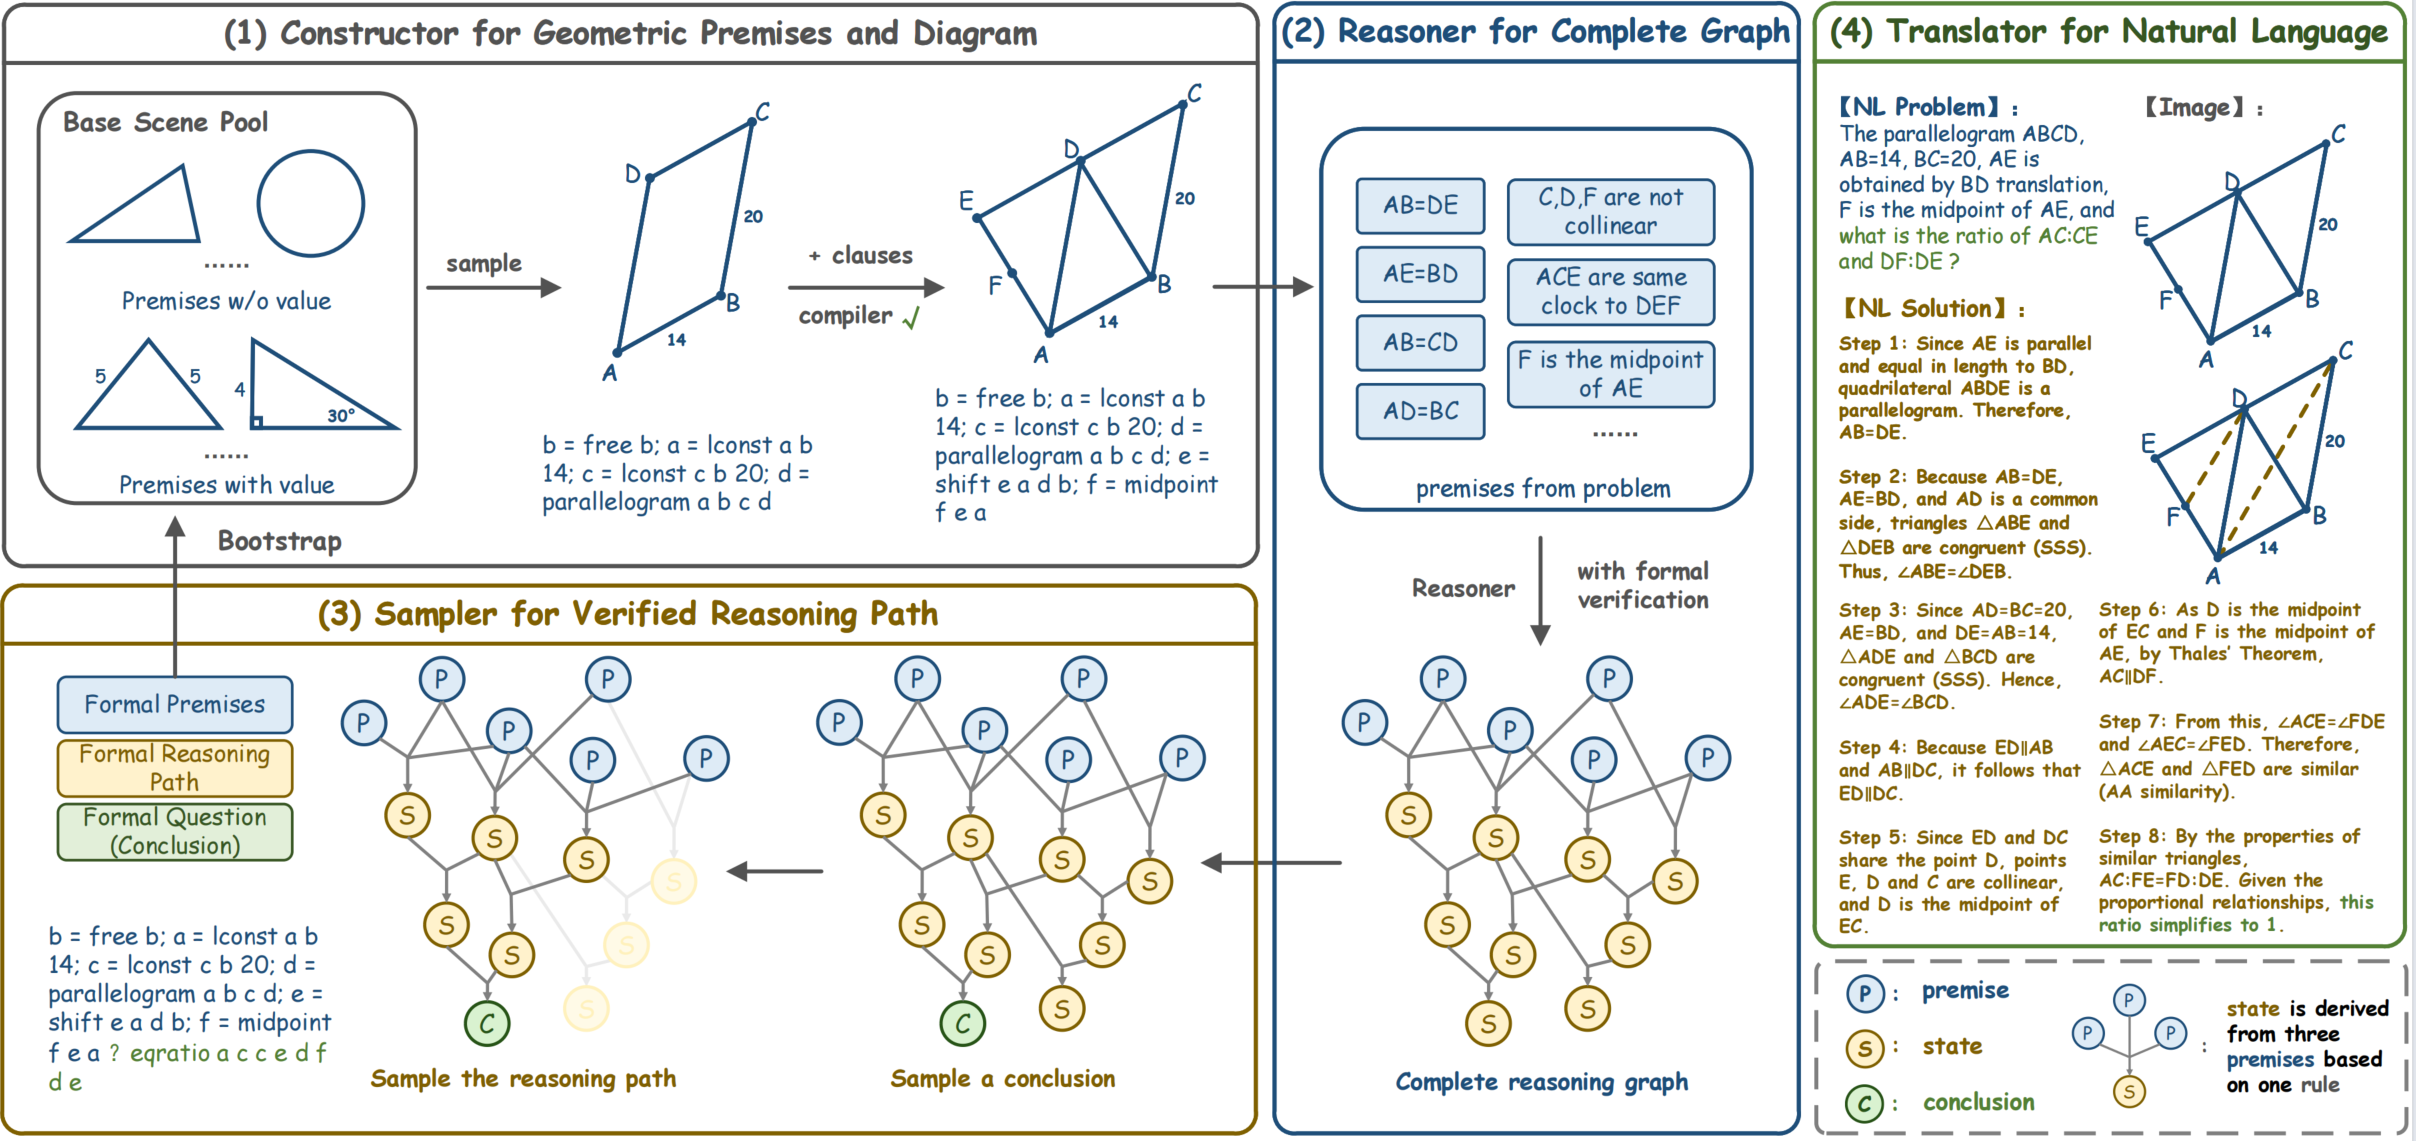 (1) Constructor for Geometric Premises and Diagram
Base Scene Pool
......
Premises w/o value
5
5
4
30°
......
Premises with value
sample
D
C
20
B
14
A
b = free b; a = lconst a b
14; c = lconst c b 20; d =
parallelogram a b c d
+ clauses
compiler √
C
D
E
20
F
B
14
A
b = free b; a = lconst a b
14; c = lconst c b 20; d =
parallelogram a b c d; e =
shift e a d b; f = midpoint
f e a
Bootstrap
(2) Reasoner for Complete Graph
AB=DE
AE=BD
AB=CD
AD=BC
C,D,F are not
collinear
ACE are same
clock to DEF
F is the midpoint
of AE
......
premises from problem
Reasoner
with formal
verification
P
P
P
P
P
P
S
S
S
S
S
S
S
S
S
Complete reasoning graph
(3) Sampler for Verified Reasoning Path
Formal Premises
Formal Reasoning
Path
Formal Question
(Conclusion)
b = free b; a = lconst a b
14; c = lconst c b 20; d =
parallelogram a b c d; e =
shift e a d b; f = midpoint
f e a ? eqratio a c c e d f
d e
P
P
P
P
P
P
S
S
S
S
S
S
S
C
S
Sample the reasoning path
P
P
P
P
P
P
S
S
S
S
S
S
S
C
S
Sample a conclusion
(4) Translator for Natural Language
【NL Problem】:
The parallelogram ABCD,
AB=14, BC=20, AE is
obtained by BD translation,
F is the midpoint of AE, and
what is the ratio of AC:CE
and DF:DE ?
【Image】:
C
D
E
20
F
B
14
A
【NL Solution】:
Step 1: Since AE is parallel
and equal in length to BD,
quadrilateral ABDE is a
parallelogram. Therefore,
AB=DE.
Step 2: Because AB=DE,
AE=BD, and AD is a common
side, triangles △ABE and
△DEB are congruent (SSS).
Thus, ∠ABE=∠DEB.
C
D
E
20
F
B
14
A
Step 3: Since AD=BC=20,
AE=BD, and DE=AB=14,
△ADE and △BCD are
congruent (SSS). Hence,
∠ADE=∠BCD.
Step 4: Because ED∥AB
and AB∥DC, it follows that
ED∥DC.
Step 5: Since ED and DC
share the point D, points
E, D and C are collinear,
and D is the midpoint of
EC.
Step 6: As D is the midpoint
of EC and F is the midpoint of
AE, by Thales' Theorem,
AC∥DF.
Step 7: From this, ∠ACE=∠FDE
and ∠AEC=∠FED. Therefore,
△ACE and △FED are similar
(AA similarity).
Step 8: By the properties of
similar triangles,
AC:FE=FD:DE. Given the
proportional relationships, this
ratio simplifies to 1.
P : premise
S : state
C : conclusion
P
P
P
S
:
state is derived
from three
premises based
on one rule